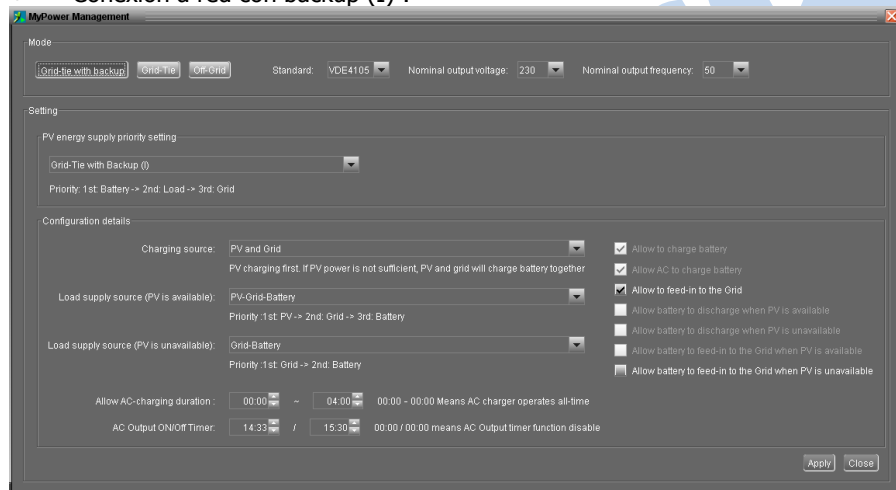 Conexión a red con backup (I) :
MyPower Management
Mode
Grid-tie with backup Grid-Tie Off-Grid Standard: VDE4105 Nominal output voltage: 230 Nominal output frequency: 50
Setting
PV energy supply priority setting
Grid-Tie with Backup (I)
Priority: 1st: Battery -> 2nd: Load -> 3rd: Grid
Configuration details
Charging source: PV and Grid
PV charging first. If PV power is not sufficient, PV and grid will charge battery together
Load supply source (PV is available): PV-Grid-Battery
Priority :1st: PV -> 2nd: Grid -> 3rd: Battery
Load supply source (PV is unavailable): Grid-Battery
Priority :1st: Grid -> 2nd: Battery
Allow to charge battery
Allow AC to charge battery
Allow to feed-in to the Grid
Allow battery to discharge when PV is available
Allow battery to discharge when PV is unavailable
Allow battery to feed-in to the Grid when PV is available
Allow battery to feed-in to the Grid when PV is unavailable
Allow AC-charging duration : 00:00 ~ 04:00 00:00 - 00:00 Means AC charger operates all-time
AC Output ON/Off Timer: 14:33 / 15:30 00:00 / 00:00 means AC Output timer function disable
Apply Close